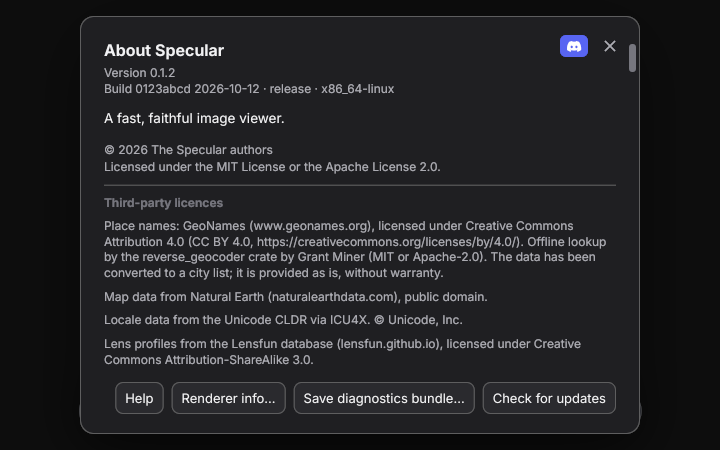 About Specular
Version 0.1.2
Build 0123abcd 2026-10-12 · release · x86_64-linux
A fast, faithful image viewer.
© 2026 The Specular authors
Licensed under the MIT License or the Apache License 2.0.
Third-party licences
Place names: GeoNames (www.geonames.org), licensed under Creative Commons
Attribution 4.0 (CC BY 4.0, https://creativecommons.org/licenses/by/4.0/). Offline lookup
by the reverse_geocoder crate by Grant Miner (MIT or Apache-2.0). The data has been
converted to a city list; it is provided as is, without warranty.
Map data from Natural Earth (naturalearthdata.com), public domain.
Locale data from the Unicode CLDR via ICU4X. © Unicode, Inc.
Lens profiles from the Lensfun database (lensfun.github.io), licensed under Creative
Commons Attribution-ShareAlike 3.0.
Help
Renderer info...
Save diagnostics bundle...
Check for updates